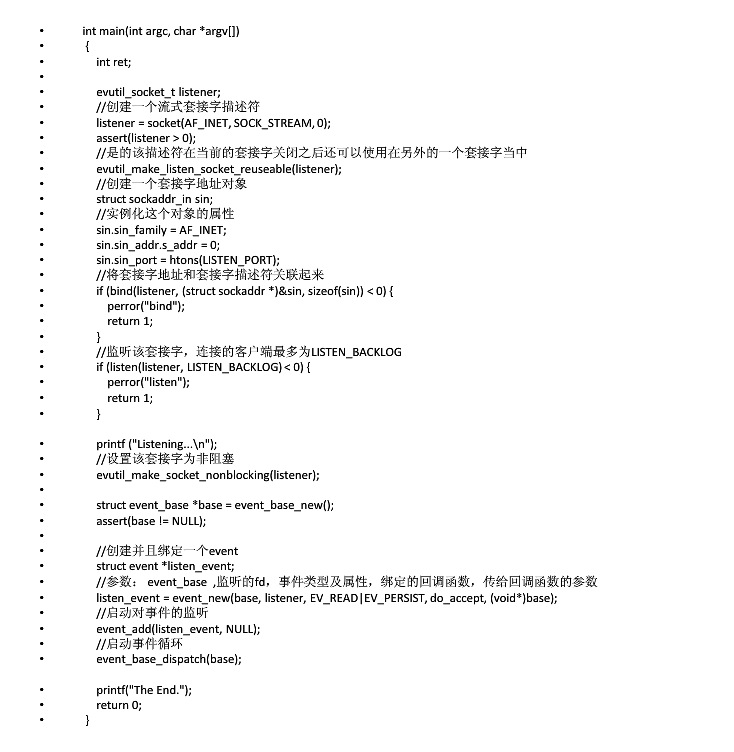 int main(int argc, char *argv[])
{
int ret;
evutil_socket_t listener;
//创建一个流式套接字描述符
listener = socket(AF_INET, SOCK_STREAM, 0);
assert(listener > 0);
//是的该描述符在当前的套接字关闭之后还可以使用在另外的一个套接字当中
evutil_make_listen_socket_reuseable(listener);
//创建一个套接字地址对象
struct sockaddr_in sin;
//实例化这个对象的属性
sin.sin_family = AF_INET;
sin.sin_addr.s_addr = 0;
sin.sin_port = htons(LISTEN_PORT);
//将套接字地址和套接字描述符关联起来
if (bind(listener, (struct sockaddr *)&sin, sizeof(sin)) < 0) {
perror("bind");
return 1;
}
//监听该套接字，连接的客户端最多为LISTEN_BACKLOG
if (listen(listener, LISTEN_BACKLOG) < 0) {
perror("listen");
return 1;
}
printf ("Listening...\n");
//设置该套接字为非阻塞
evutil_make_socket_nonblocking(listener);
struct event_base *base = event_base_new();
assert(base != NULL);
//创建并且绑定一个event
struct event *listen_event;
//参数： event_base ,监听的fd，事件类型及属性，绑定的回调函数，传给回调函数的参数
listen_event = event_new(base, listener, EV_READ|EV_PERSIST, do_accept, (void*)base);
//启动对事件的监听
event_add(listen_event, NULL);
//启动事件循环
event_base_dispatch(base);
printf("The End.");
return 0;
}